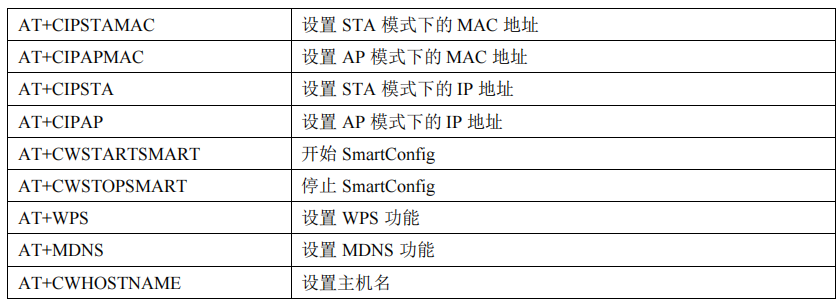 AT+CIPSTAMAC 设置 STA 模式下的 MAC 地址
AT+CIPAPMAC 设置 AP 模式下的 MAC 地址
AT+CIPSTA 设置 STA 模式下的 IP 地址
AT+CIPAP 设置 AP 模式下的 IP 地址
AT+CWSTARTSMART 开始 SmartConfig
AT+CWSTOPSMART 停止 SmartConfig
AT+WPS 设置 WPS 功能
AT+MDNS 设置 MDNS 功能
AT+CWHOSTNAME 设置主机名